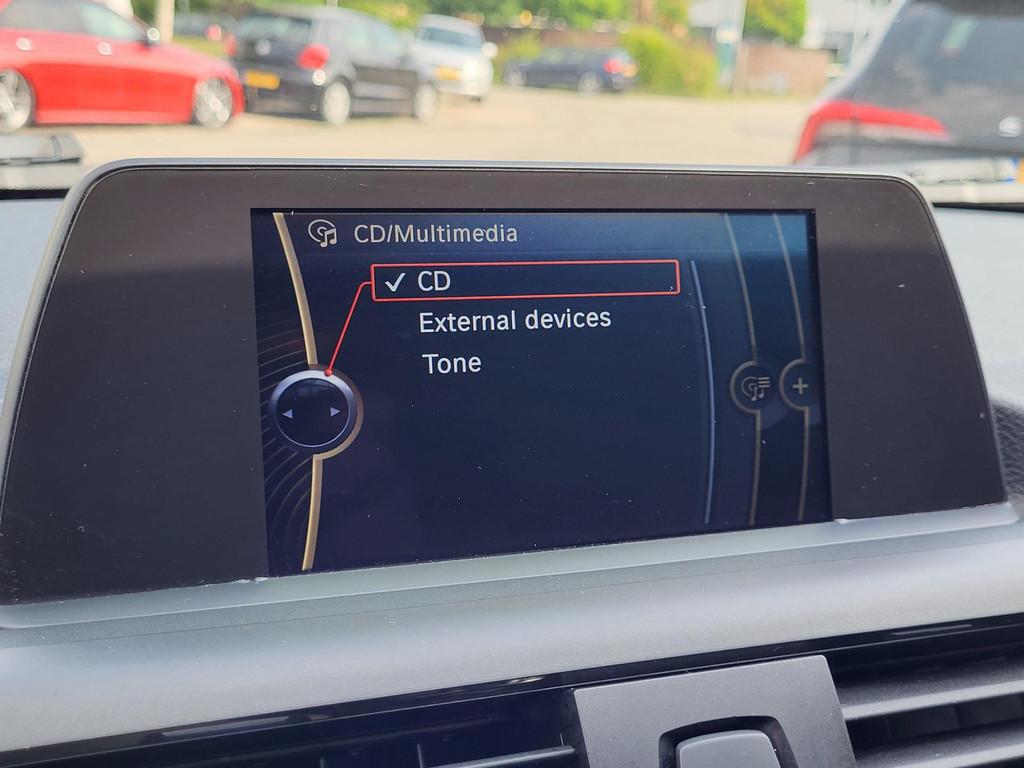 CD/Multimedia
✓ CD
External devices
Tone